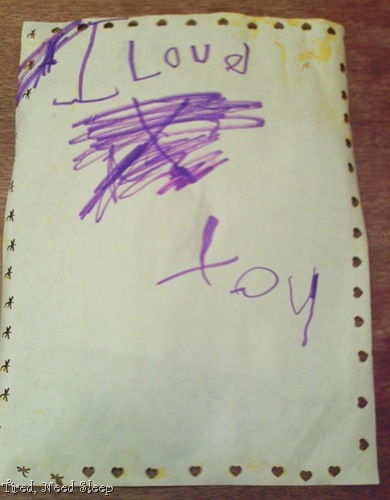 I Loud
toy
Tired, Need Sleep